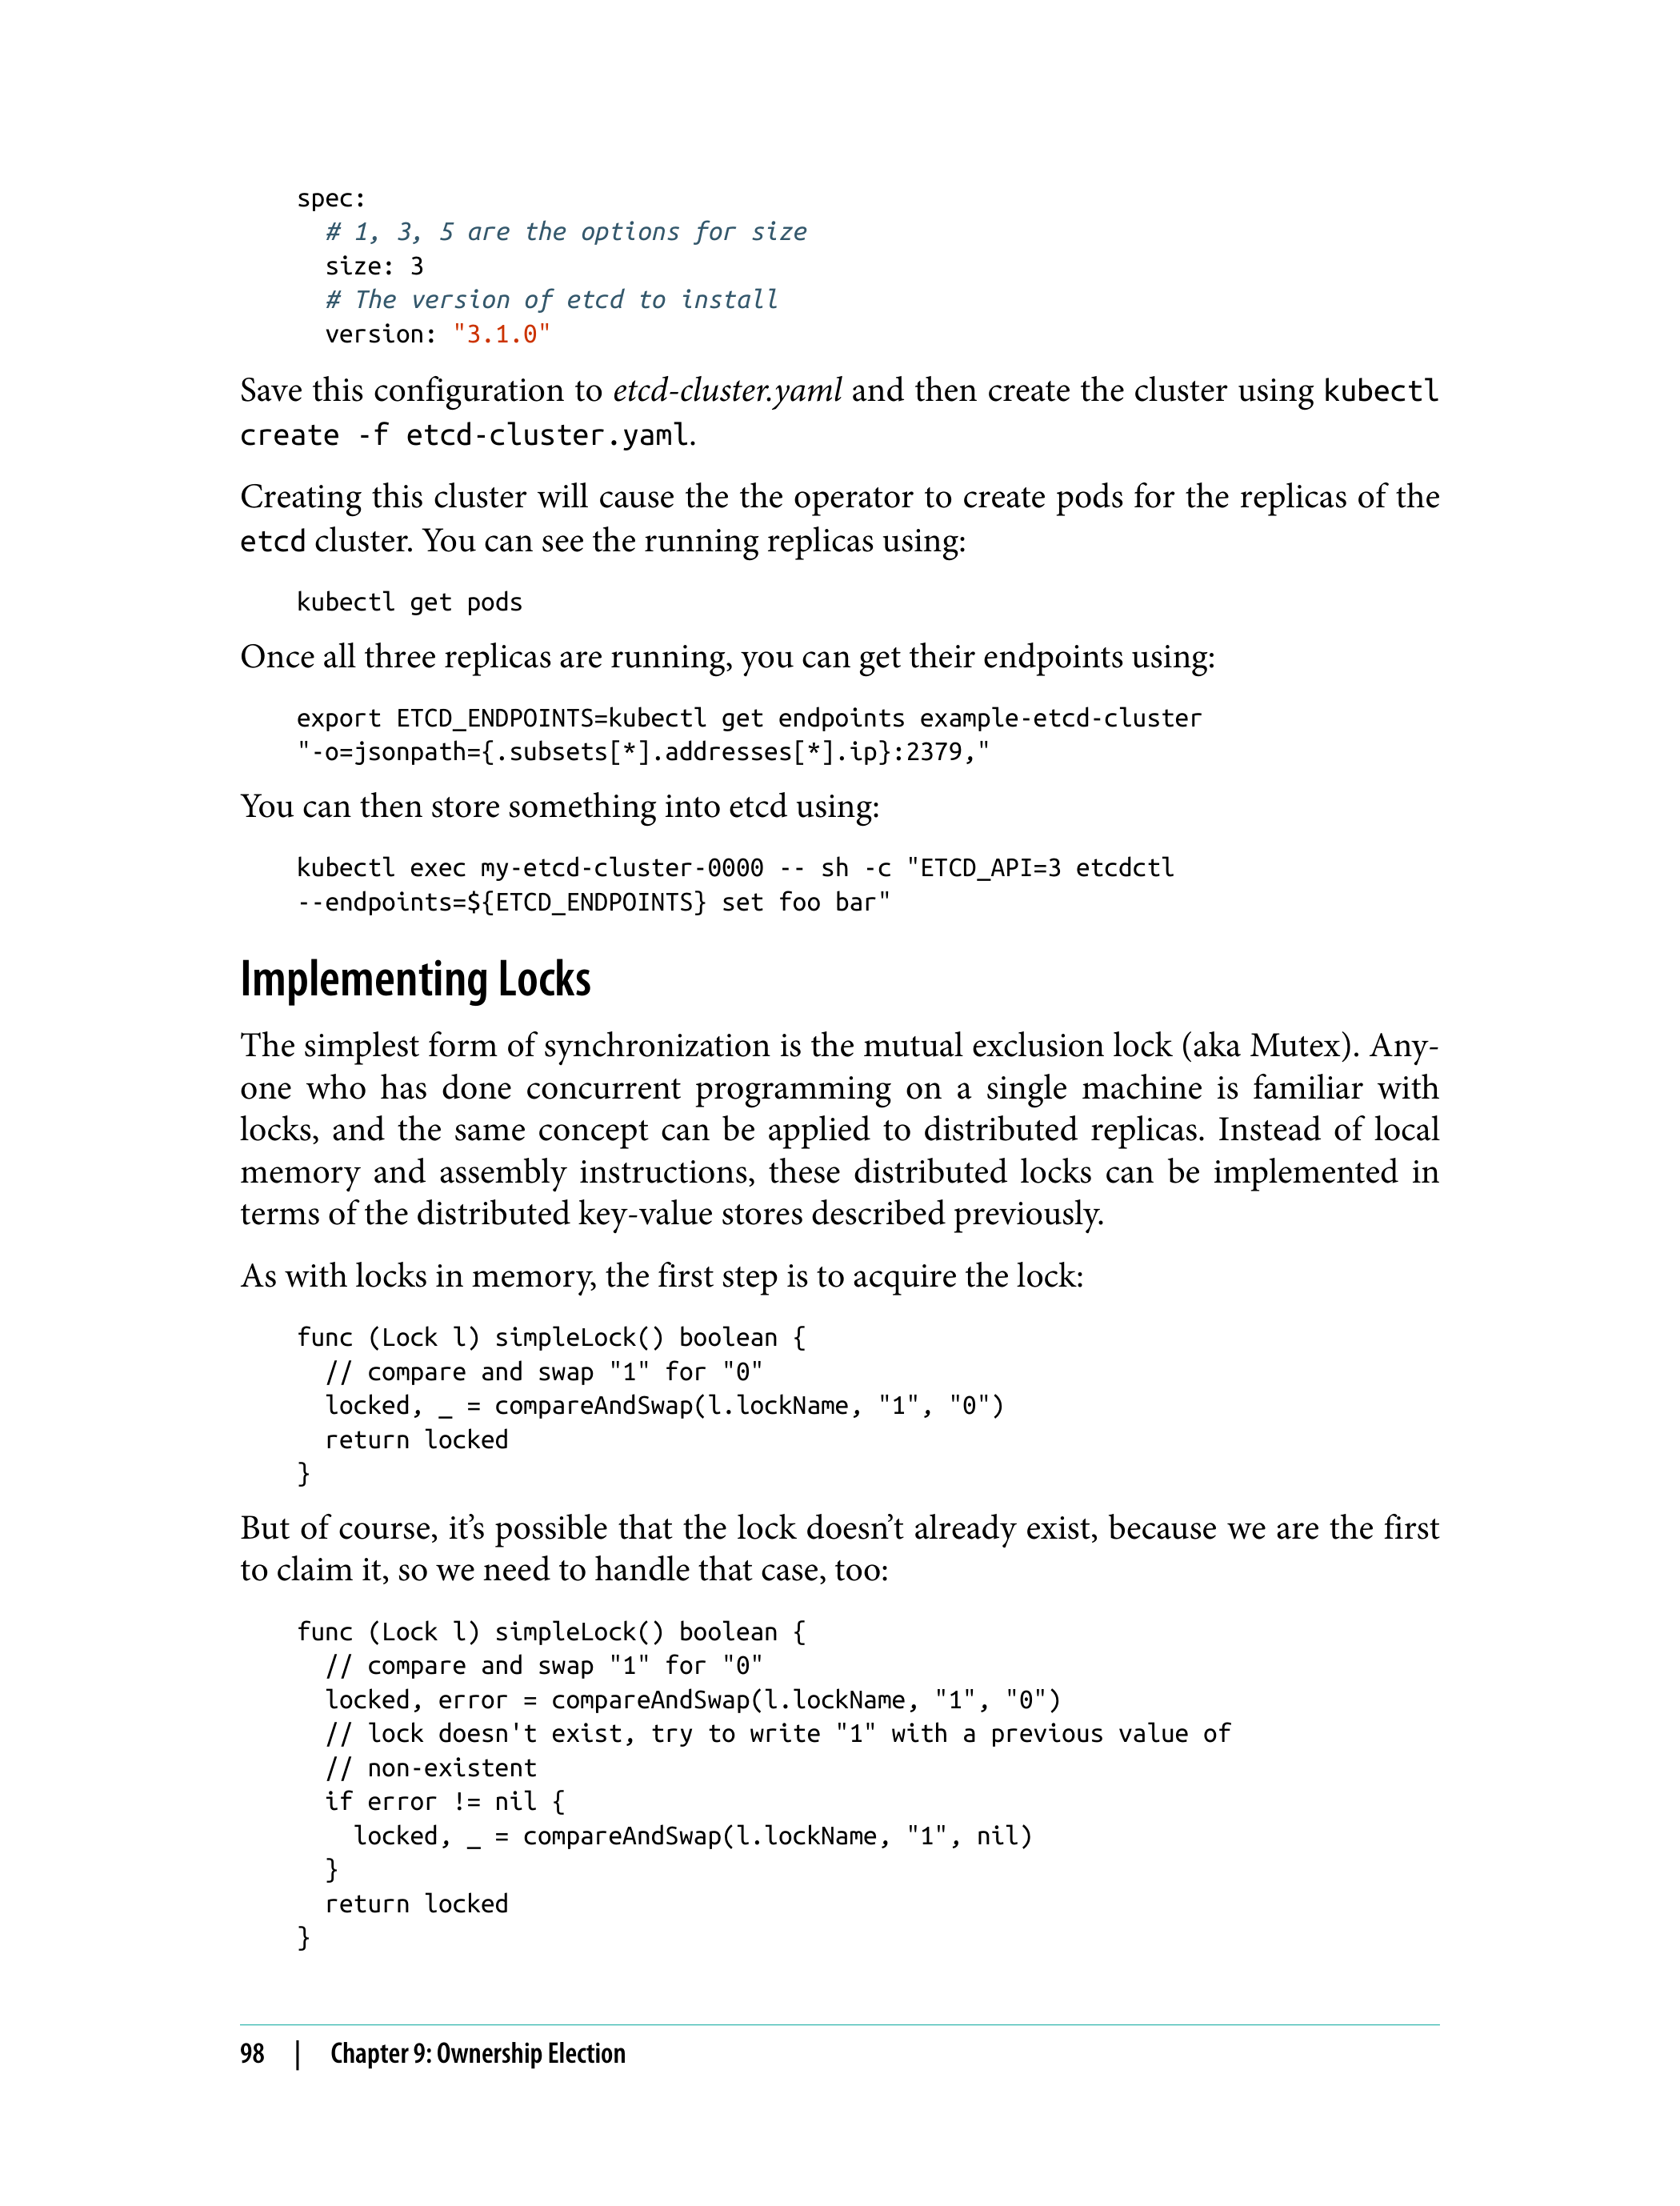 spec:
  # 1, 3, 5 are the options for size
  size: 3
  # The version of etcd to install
  version: "3.1.0"
Save this configuration to etcd-cluster.yaml and then create the cluster using kubectl
create -f etcd-cluster.yaml.
Creating this cluster will cause the the operator to create pods for the replicas of the
etcd cluster. You can see the running replicas using:
kubectl get pods
Once all three replicas are running, you can get their endpoints using:
export ETCD_ENDPOINTS=kubectl get endpoints example-etcd-cluster
"-o=jsonpath={.subsets[*].addresses[*].ip}:2379,"
You can then store something into etcd using:
kubectl exec my-etcd-cluster-0000 -- sh -c "ETCD_API=3 etcdctl
--endpoints=${ETCD_ENDPOINTS} set foo bar"
Implementing Locks
The simplest form of synchronization is the mutual exclusion lock (aka Mutex). Any-
one who has done concurrent programming on a single machine is familiar with
locks, and the same concept can be applied to distributed replicas. Instead of local
memory and assembly instructions, these distributed locks can be implemented in
terms of the distributed key-value stores described previously.
As with locks in memory, the first step is to acquire the lock:
func (Lock l) simpleLock() boolean {
  // compare and swap "1" for "0"
  locked, _ = compareAndSwap(l.lockName, "1", "0")
  return locked
}
But of course, it’s possible that the lock doesn’t already exist, because we are the first
to claim it, so we need to handle that case, too:
func (Lock l) simpleLock() boolean {
  // compare and swap "1" for "0"
  locked, error = compareAndSwap(l.lockName, "1", "0")
  // lock doesn't exist, try to write "1" with a previous value of
  // non-existent
  if error != nil {
    locked, _ = compareAndSwap(l.lockName, "1", nil)
  }
  return locked
}
98 | Chapter 9: Ownership Election